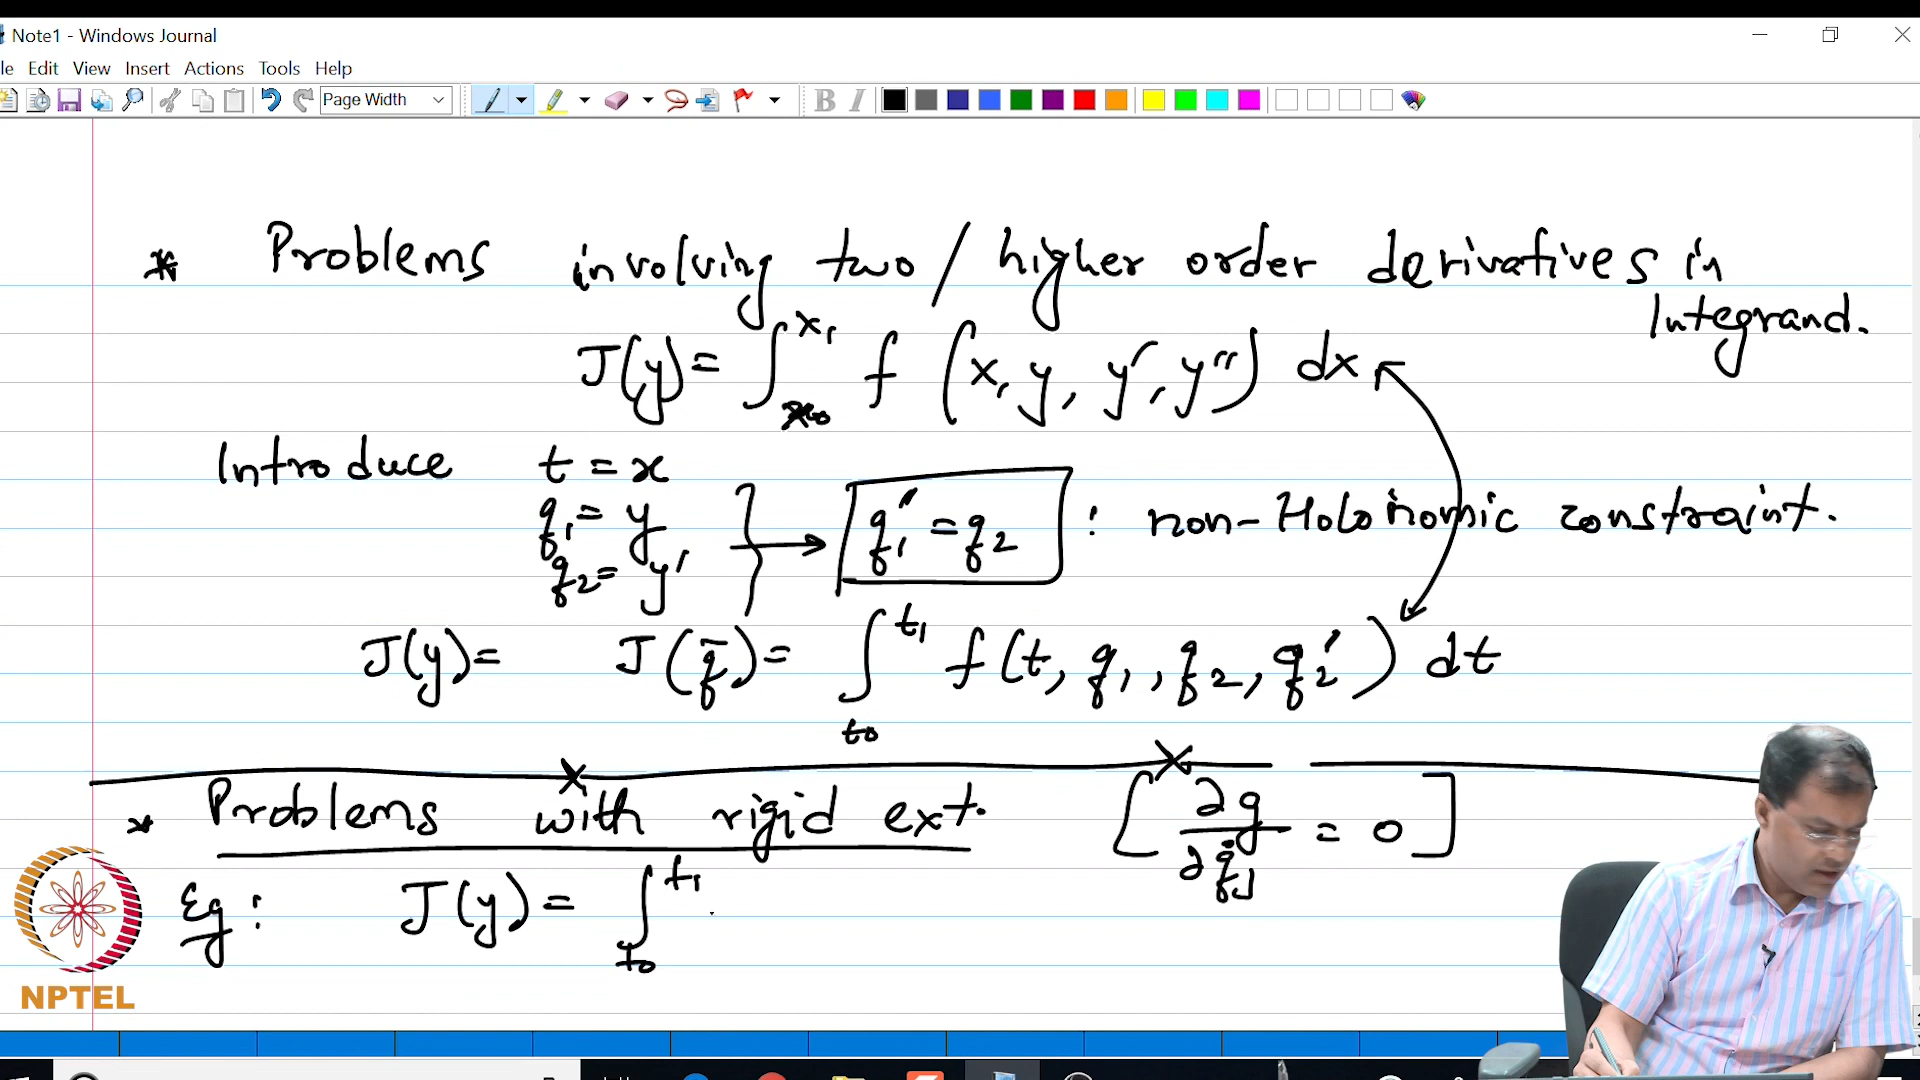 Note1 - Windows Journal
le Edit View Insert Actions Tools Help
Page Width
B I
* Problems involving two / higher order derivatives in
Integrand.
J(y) = ∫_{x₀}^{x₁} f (x, y, y', y'') dx
Introduce t = x
q₁ = y
q₂ = y'
q₁' = q₂ : non-Holonomic constraint.
J(y) = J(q̄) = ∫_{t₀}^{t₁} f(t, q₁, q₂, q₂') dt
* Problems with rigid ext. [ ∂g/∂q̇_j = 0 ]
Eg : J(y) = ∫_{t₀}^{t₁}
NPTEL